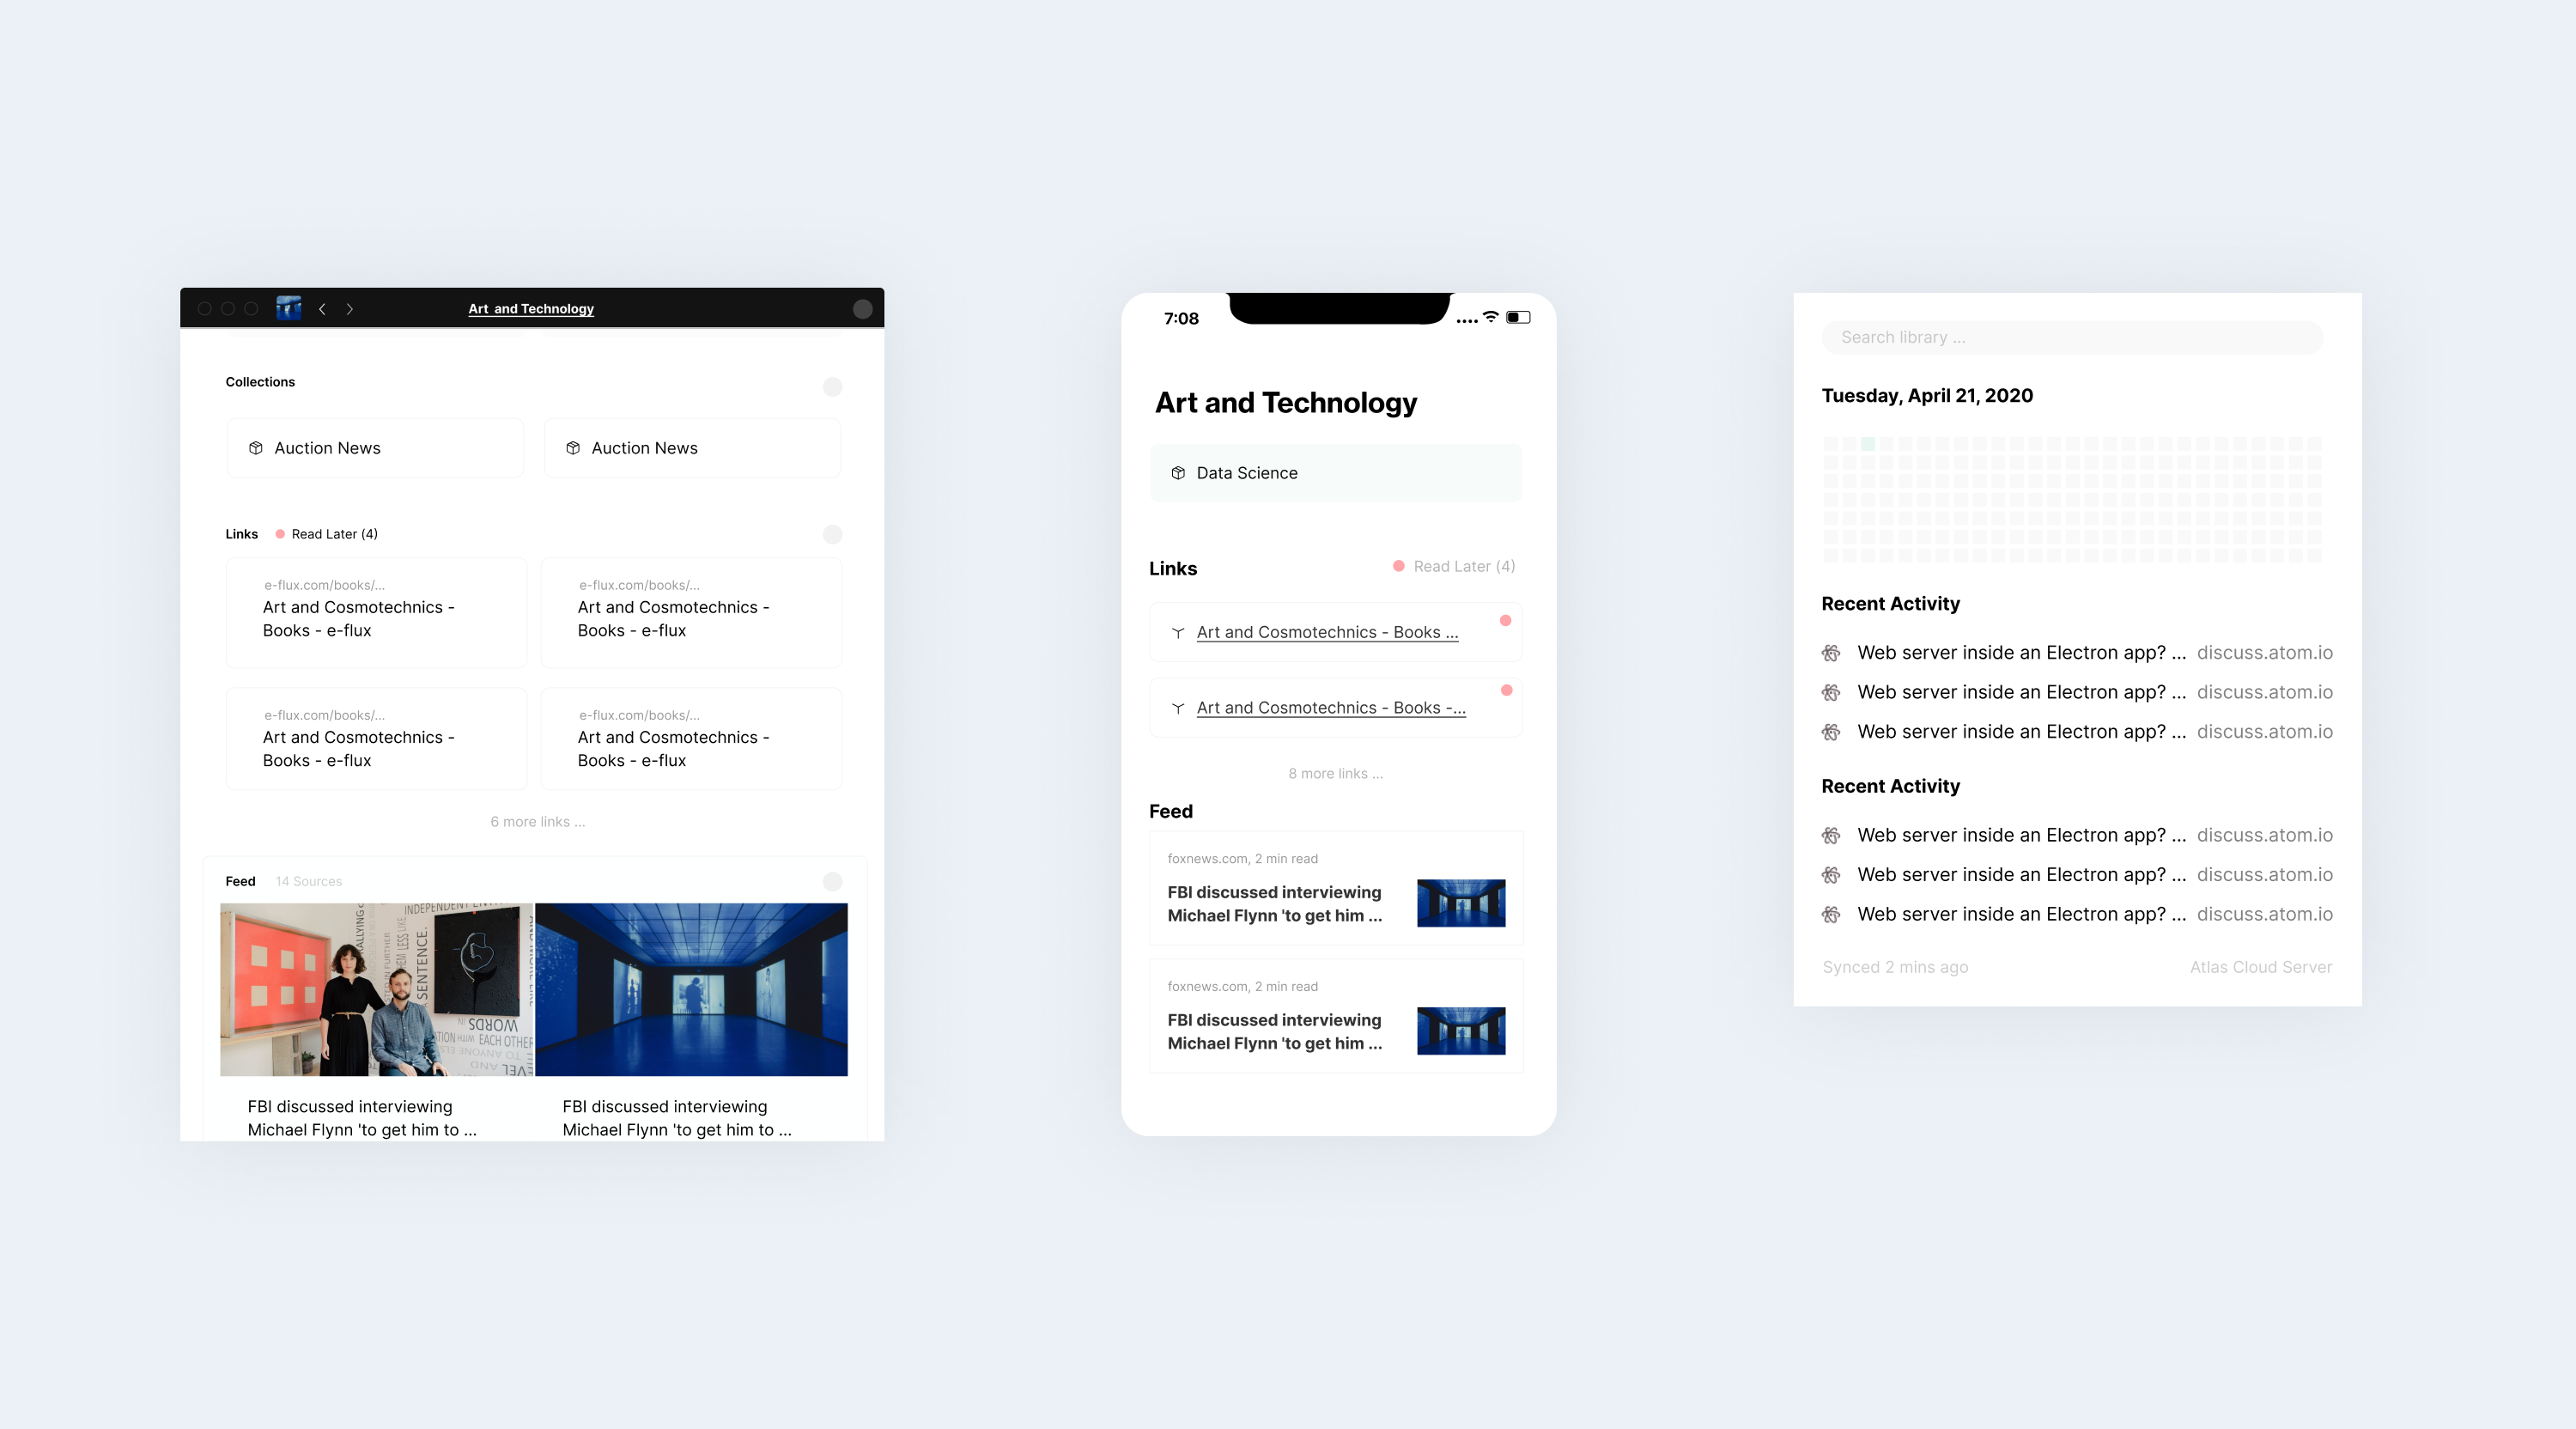 Art and Technology
Collections
Auction News
Auction News
Links
Read Later (4)
e-flux.com/books/...
Art and Cosmotechnics -
Books - e-flux
e-flux.com/books/...
Art and Cosmotechnics -
Books - e-flux
e-flux.com/books/...
Art and Cosmotechnics -
Books - e-flux
e-flux.com/books/...
Art and Cosmotechnics -
Books - e-flux
6 more links ...
Feed
14 Sources
INDEPENDENT
SENTENCE.
WORDS
EACH OTHER
FBI discussed interviewing
Michael Flynn 'to get him to ...
FBI discussed interviewing
Michael Flynn 'to get him to ...
7:08
Art and Technology
Data Science
Links
Read Later (4)
Art and Cosmotechnics - Books ...
Art and Cosmotechnics - Books -...
8 more links ...
Feed
foxnews.com, 2 min read
FBI discussed interviewing
Michael Flynn 'to get him ...
foxnews.com, 2 min read
FBI discussed interviewing
Michael Flynn 'to get him ...
Search library ...
Tuesday, April 21, 2020
Recent Activity
Web server inside an Electron app? ... discuss.atom.io
Web server inside an Electron app? ... discuss.atom.io
Web server inside an Electron app? ... discuss.atom.io
Recent Activity
Web server inside an Electron app? ... discuss.atom.io
Web server inside an Electron app? ... discuss.atom.io
Web server inside an Electron app? ... discuss.atom.io
Synced 2 mins ago
Atlas Cloud Server